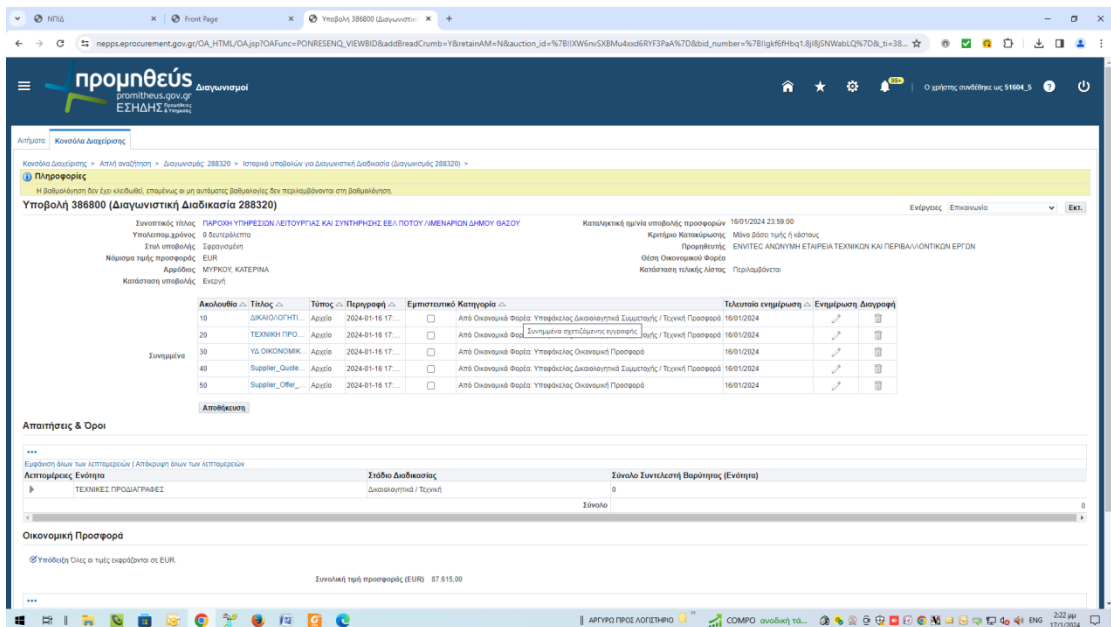 ΝΠΙΔ
Front Page
Υποβολή 386800 (Διαγωνιστικ
nepps.eprocurement.gov.gr/OA_HTML/OA.jsp?OAFunc=PONRESENQ_VIEWBID&addBreadCrumb=Y&retainAM=N&auction_id=
προμηθεύς
promitheus.gov.gr
ΕΣΗΔΗΣ Προμήθειες & Υπηρεσίες
Διαγωνισμοί
99+
Ο χρήστης συνδέθηκε ως 51604_5
Αιτήματα Κονσόλα Διαχείρισης
Κονσόλα Διαχείρισης > Απλή αναζήτηση > Διαγωνισμός: 288320 > Ιστορικό υποβολών για Διαγωνιστική Διαδικασία (Διαγωνισμός 288320) >
Πληροφορίες
Η βαθμολόγηση δεν έχει κλειδωθεί, επομένως οι μη αυτόματες βαθμολογίες δεν περιλαμβάνονται στη βαθμολόγηση.
Υποβολή 386800 (Διαγωνιστική Διαδικασία 288320)
Ενέργειες Επικοινωνία Εκτ.
Συνοπτικός τίτλος ΠΑΡΟΧΗ ΥΠΗΡΕΣΙΩΝ ΛΕΙΤΟΥΡΓΙΑΣ ΚΑΙ ΣΥΝΤΗΡΗΣΗΣ ΕΕΛ ΠΟΤΟΥ ΛΙΜΕΝΑΡΙΩΝ ΔΗΜΟΥ ΘΑΣΟΥ
Υπολειπομ.χρόνος 0 δευτερόλεπτα
Στυλ υποβολής Σφραγισμένη
Νόμισμα τιμής προσφοράς EUR
Αρμόδιος ΜΥΡΚΟΥ, ΚΑΤΕΡΙΝΑ
Κατάσταση υποβολής Ενεργή
Καταληκτική ημ/νία υποβολής προσφορών 16/01/2024 23:59:00
Κριτήριο Κατακύρωσης Μόνο βάσει τιμής ή κόστους
Προμηθευτής ENVITEC ΑΝΩΝΥΜΗ ΕΤΑΙΡΕΙΑ ΤΕΧΝΙΚΩΝ ΚΑΙ ΠΕΡΙΒΑΛΛΟΝΤΙΚΩΝ ΕΡΓΩΝ
Θέση Οικονομικού Φορέα
Κατάσταση τελικής λίστας Περιλαμβάνεται
Συνημμένα
Ακολουθία Τίτλος Τύπος Περιγραφή Εμπιστευτικό Κατηγορία Τελευταία ενημέρωση Ενημέρωση Διαγραφή
10 ΔΙΚΑΙΟΛΟΓΗΤΙ... Αρχείο 2024-01-16 17:... Από Οικονομικό Φορέα: Υποφάκελος Δικαιολογητικά Συμμετοχής / Τεχνική Προσφορά 16/01/2024
20 ΤΕΧΝΙΚΗ ΠΡΟ... Αρχείο 2024-01-16 17:... Από Οικονομικό Φορέα: Συνημμένα σχετιζόμενης εγγραφής οχής / Τεχνική Προσφορά 16/01/2024
30 ΥΔ ΟΙΚΟΝΟΜΙΚ... Αρχείο 2024-01-16 17:... Από Οικονομικό Φορέα: Υποφάκελος Οικονομική Προσφορά 16/01/2024
40 Supplier_Quote... Αρχείο 2024-01-16 17:... Από Οικονομικό Φορέα: Υποφάκελος Δικαιολογητικά Συμμετοχής / Τεχνική Προσφορά 16/01/2024
50 Supplier_Offer_... Αρχείο 2024-01-16 17:... Από Οικονομικό Φορέα: Υποφάκελος Οικονομική Προσφορά 16/01/2024
Αποθήκευση
Απαιτήσεις & Όροι
Εμφάνιση όλων των λεπτομερειών | Απόκρυψη όλων των λεπτομερειών
Λεπτομέρειες Ενότητα Στάδιο Διαδικασίας Σύνολο Συντελεστή Βαρύτητας (Ενότητα)
ΤΕΧΝΙΚΕΣ ΠΡΟΔΙΑΓΡΑΦΕΣ Δικαιολογητικά / Τεχνική 0
Σύνολο 0
Οικονομική Προσφορά
Υπόδειξη Όλες οι τιμές εκφράζονται σε EUR.
Συνολική τιμή προσφοράς (EUR) 87.615,00
ΑΡΓΥΡΩ ΠΡΟΣ ΛΟΓΙΣΤΗΡΙΟ
COMPO ανοδική τά...
ENG
2:22 μμ
17/1/2024